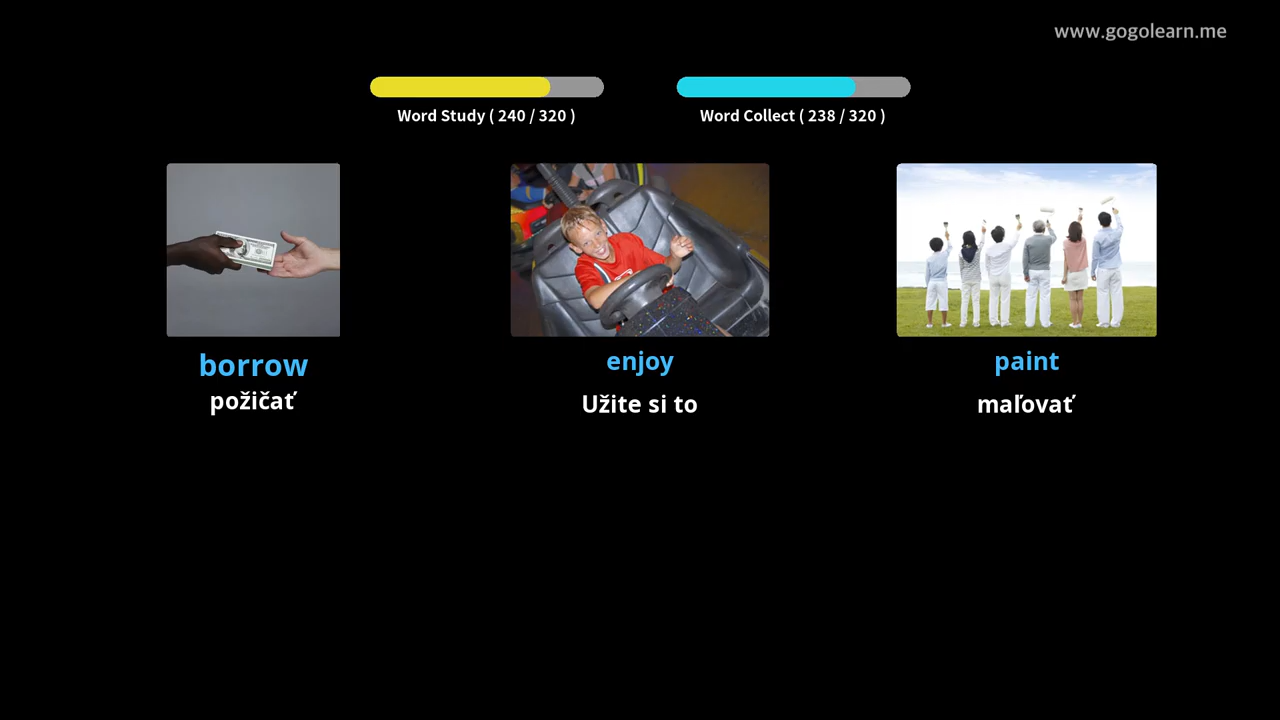 www.gogolearn.me
Word Study ( 240 / 320 )
Word Collect ( 238 / 320 )
borrow
požičať
enjoy
Užite si to
paint
maľovať